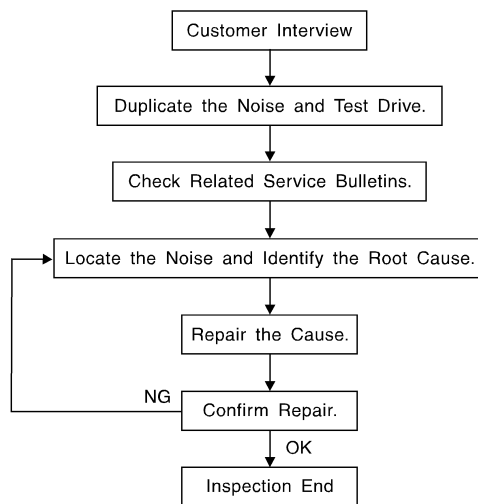 Customer Interview
Duplicate the Noise and Test Drive.
Check Related Service Bulletins.
Locate the Noise and Identify the Root Cause.
Repair the Cause.
NG
Confirm Repair.
OK
Inspection End